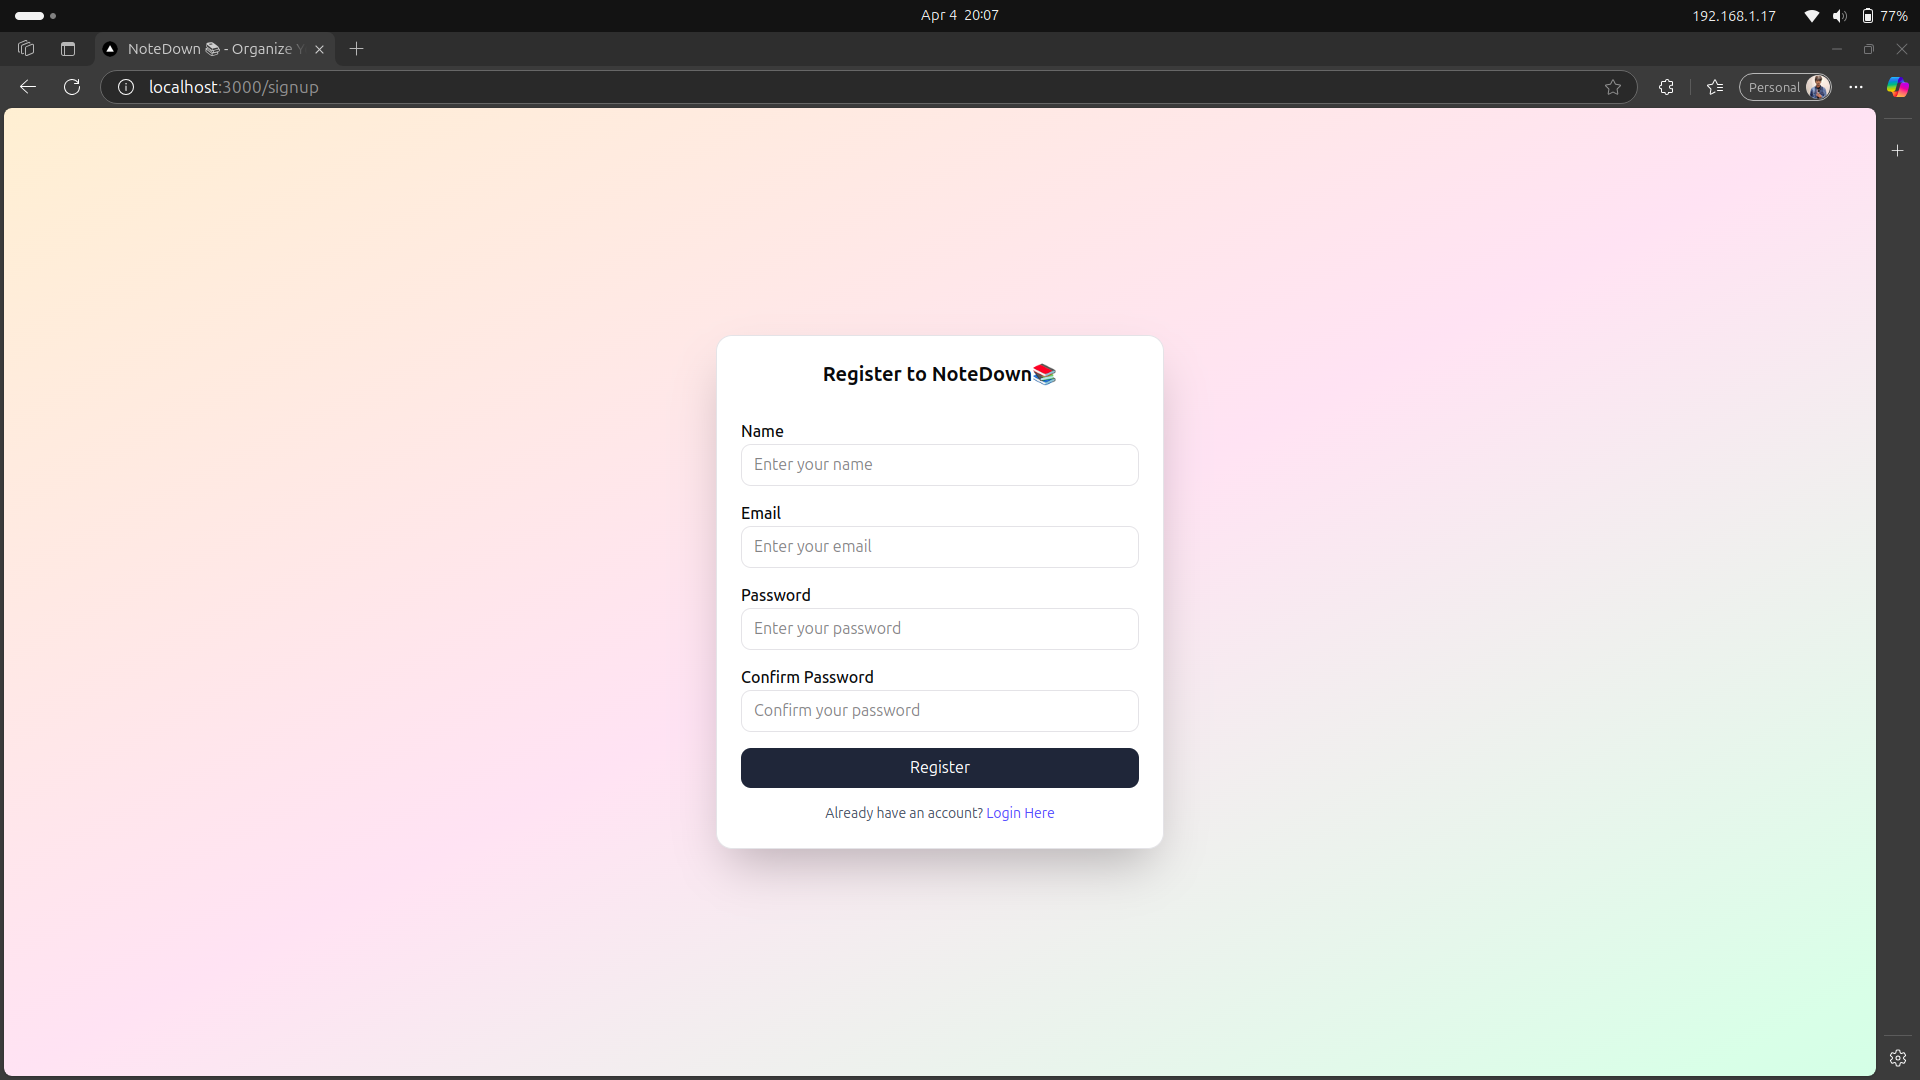 Apr 4 20:07
192.168.1.17
77%
NoteDown 📚 - Organize Y
localhost:3000/signup
Personal
Register to NoteDown📚
Name
Enter your name
Email
Enter your email
Password
Enter your password
Confirm Password
Confirm your password
Register
Already have an account? Login Here